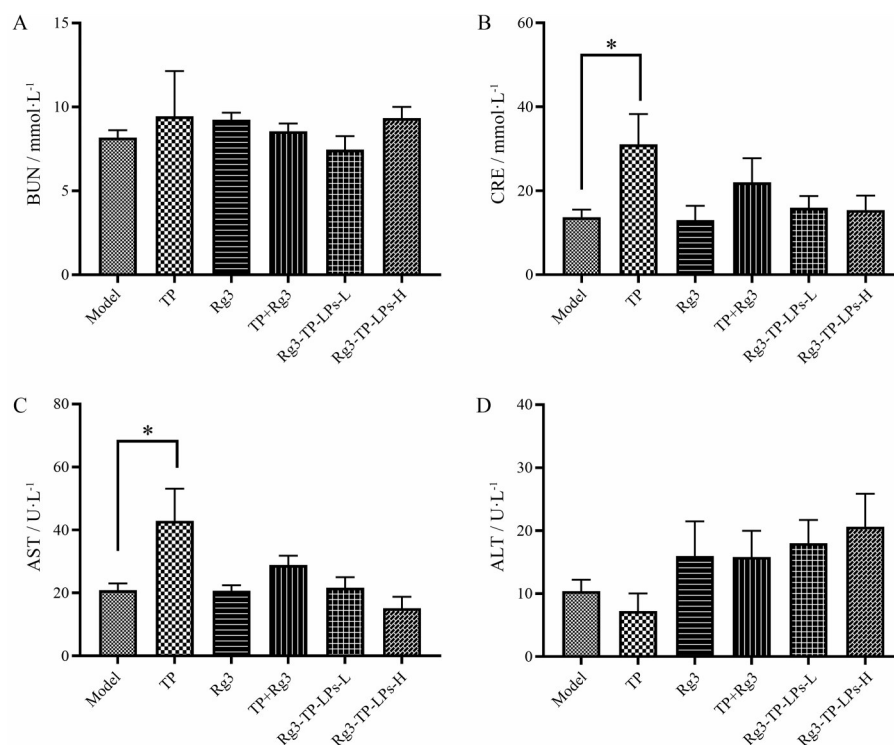 A
BUN / mmol·L⁻¹
15
10
5
0
Model
TP
Rg3
TP+Rg3
Rg3-TP-LPs-L
Rg3-TP-LPs-H
B
CRE / mmol·L⁻¹
60
40
20
0
*
Model
TP
Rg3
TP+Rg3
Rg3-TP-LPs-L
Rg3-TP-LPs-H
C
AST / U·L⁻¹
80
60
40
20
0
*
Model
TP
Rg3
TP+Rg3
Rg3-TP-LPs-L
Rg3-TP-LPs-H
D
ALT / U·L⁻¹
40
30
20
10
0
Model
TP
Rg3
TP+Rg3
Rg3-TP-LPs-L
Rg3-TP-LPs-H